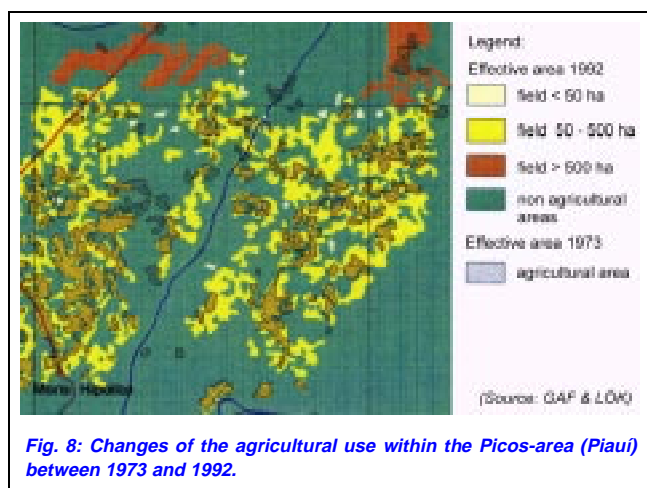 Legend:
Effective area 1992
field < 50 ha
field 50 - 500 ha
field > 500 ha
non agricultural
areas
Effective area 1973
agricultural area
(Source: GAF & LÖK)
Fig. 8: Changes of the agricultural use within the Picos-area (Piauí)
between 1973 and 1992.